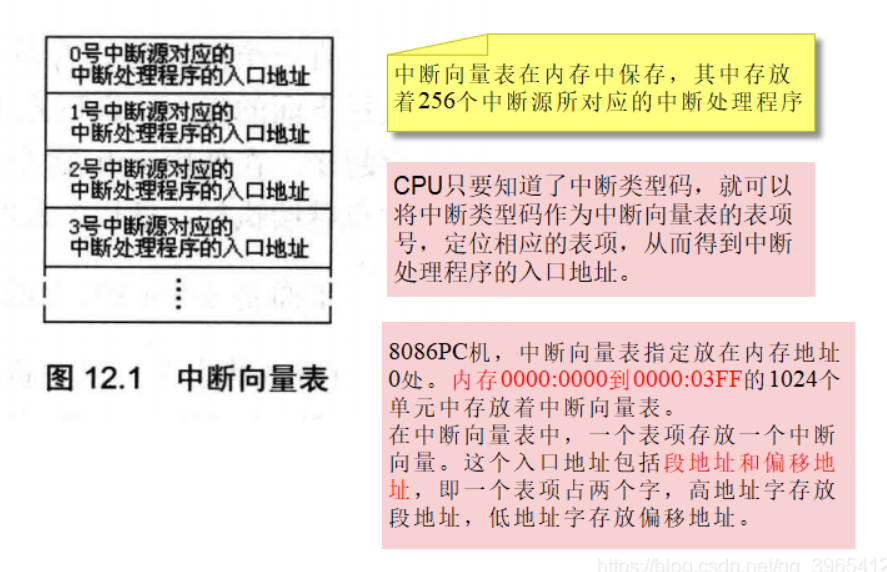 0号中断源对应的
中断处理程序的入口地址
1号中断源对应的
中断处理程序的入口地址
2号中断源对应的
中断处理程序的入口地址
3号中断源对应的
中断处理程序的入口地址
图 12.1 中断向量表
中断向量表在内存中保存，其中存放
着256个中断源所对应的中断处理程序
CPU只要知道了中断类型码，就可以
将中断类型码作为中断向量表的表项
号，定位相应的表项，从而得到中断
处理程序的入口地址。
8086PC机，中断向量表指定放在内存地址
0处。内存0000:0000到0000:03FF的1024个
单元中存放着中断向量表。
在中断向量表中，一个表项存放一个中断
向量。这个入口地址包括段地址和偏移地
址，即一个表项占两个字，高地址字存放
段地址，低地址字存放偏移地址。
https://blog.csdn.net/qq_3965412